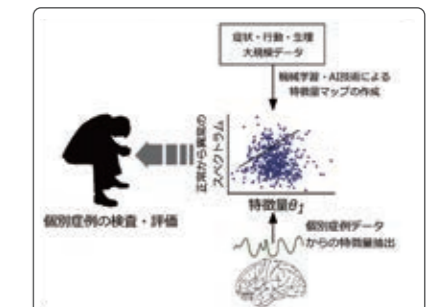 症状・行動・生理
大規模データ
機械学習・AI技術による
特徴量マップの作成
正常から異常の
スペクトラム
特徴量θ1
個別症例の検査・評価
個別症例データ
からの特徴量抽出